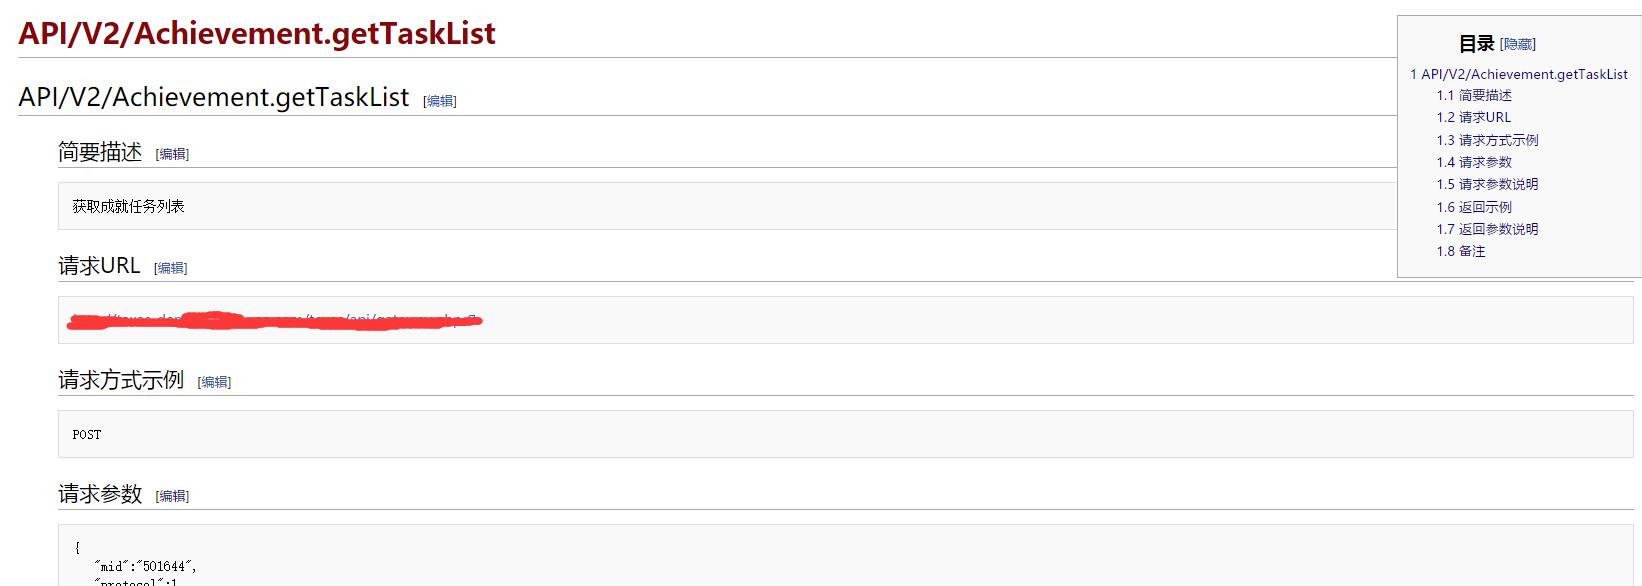 API/V2/Achievement.getTaskList
目录 [隐藏]
1 API/V2/Achievement.getTaskList
1.1 简要描述
1.2 请求URL
1.3 请求方式示例
1.4 请求参数
1.5 请求参数说明
1.6 返回示例
1.7 返回参数说明
1.8 备注
API/V2/Achievement.getTaskList [编辑]
简要描述 [编辑]
获取成就任务列表
请求URL [编辑]
请求方式示例 [编辑]
POST
请求参数 [编辑]
{
"mid":"501644",
"protocol":1